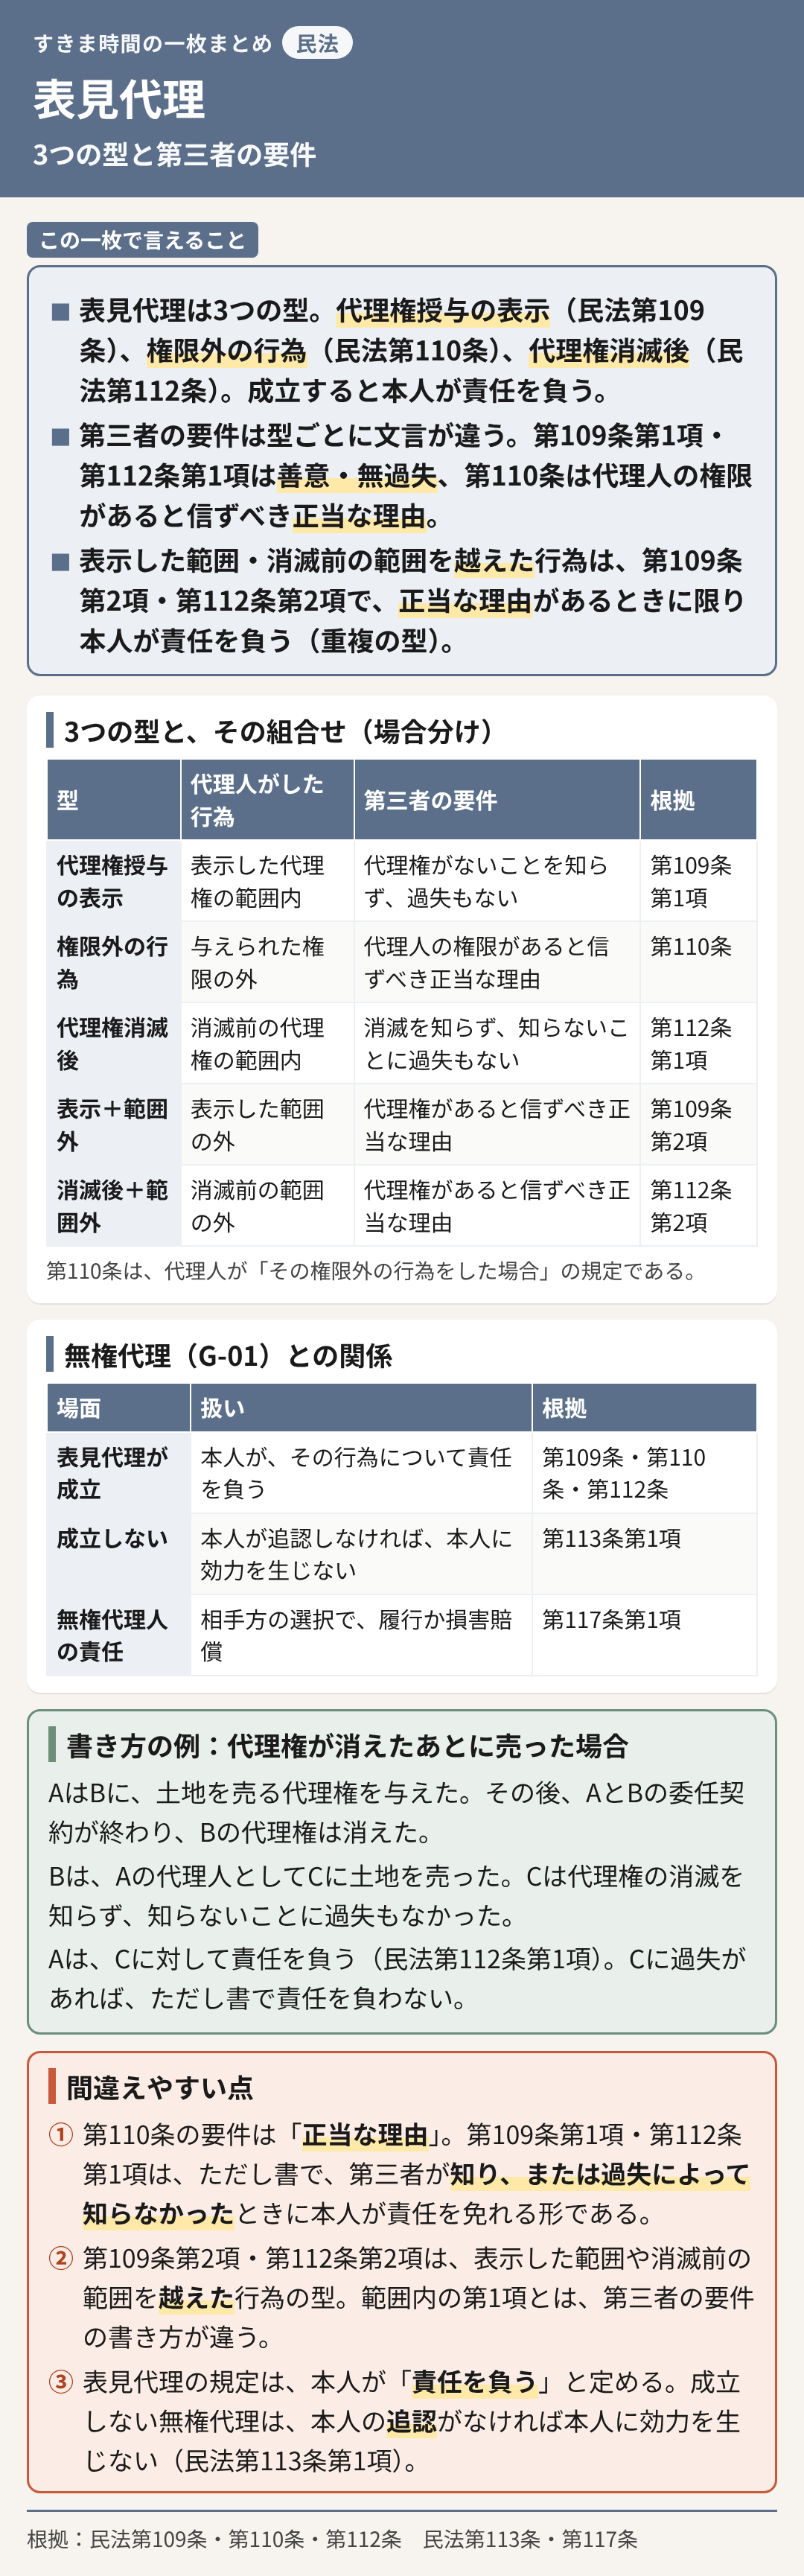 すきま時間の一枚まとめ 民法
表見代理
3つの型と第三者の要件
この一枚で言えること
■ 表見代理は3つの型。代理権授与の表示（民法第109
条）、権限外の行為（民法第110条）、代理権消滅後（民
法第112条）。成立すると本人が責任を負う。
■ 第三者の要件は型ごとに文言が違う。第109条第1項・
第112条第1項は善意・無過失、第110条は代理人の権限
があると信ずべき正当な理由。
■ 表示した範囲・消滅前の範囲を越えた行為は、第109条
第2項・第112条第2項で、正当な理由があるときに限り
本人が責任を負う（重複の型）。
3つの型と、その組合せ（場合分け）
型
代理人がした
行為
第三者の要件
根拠
代理権授与
の表示
表示した代理
権の範囲内
代理権がないことを知ら
ず、過失もない
第109条
第1項
権限外の行
為
与えられた権
限の外
代理人の権限があると信
ずべき正当な理由
第110条
代理権消滅
後
消滅前の代理
権の範囲内
消滅を知らず、知らないこ
とに過失もない
第112条
第1項
表示＋範囲
外
表示した範囲
の外
代理権があると信ずべき正
当な理由
第109条
第2項
消滅後＋範
囲外
消滅前の範囲
の外
代理権があると信ずべき正
当な理由
第112条
第2項
第110条は、代理人が「その権限外の行為をした場合」の規定である。
無権代理（G-01）との関係
場面
扱い
根拠
表見代理が
成立
本人が、その行為について責任
を負う
第109条・第110
条・第112条
成立しない
本人が追認しなければ、本人に
効力を生じない
第113条第1項
無権代理人
の責任
相手方の選択で、履行か損害賠
償
第117条第1項
書き方の例：代理権が消えたあとに売った場合
AはBに、土地を売る代理権を与えた。その後、AとBの委任契
約が終わり、Bの代理権は消えた。
Bは、Aの代理人としてCに土地を売った。Cは代理権の消滅を
知らず、知らないことに過失もなかった。
Aは、Cに対して責任を負う（民法第112条第1項）。Cに過失が
あれば、ただし書で責任を負わない。
間違えやすい点
① 第110条の要件は「正当な理由」。第109条第1項・第112条
第1項は、ただし書で、第三者が知り、または過失によって
知らなかったときに本人が責任を免れる形である。
② 第109条第2項・第112条第2項は、表示した範囲や消滅前の
範囲を越えた行為の型。範囲内の第1項とは、第三者の要件
の書き方が違う。
③ 表見代理の規定は、本人が「責任を負う」と定める。成立
しない無権代理は、本人の追認がなければ本人に効力を生
じない（民法第113条第1項）。
根拠：民法第109条・第110条・第112条　民法第113条・第117条